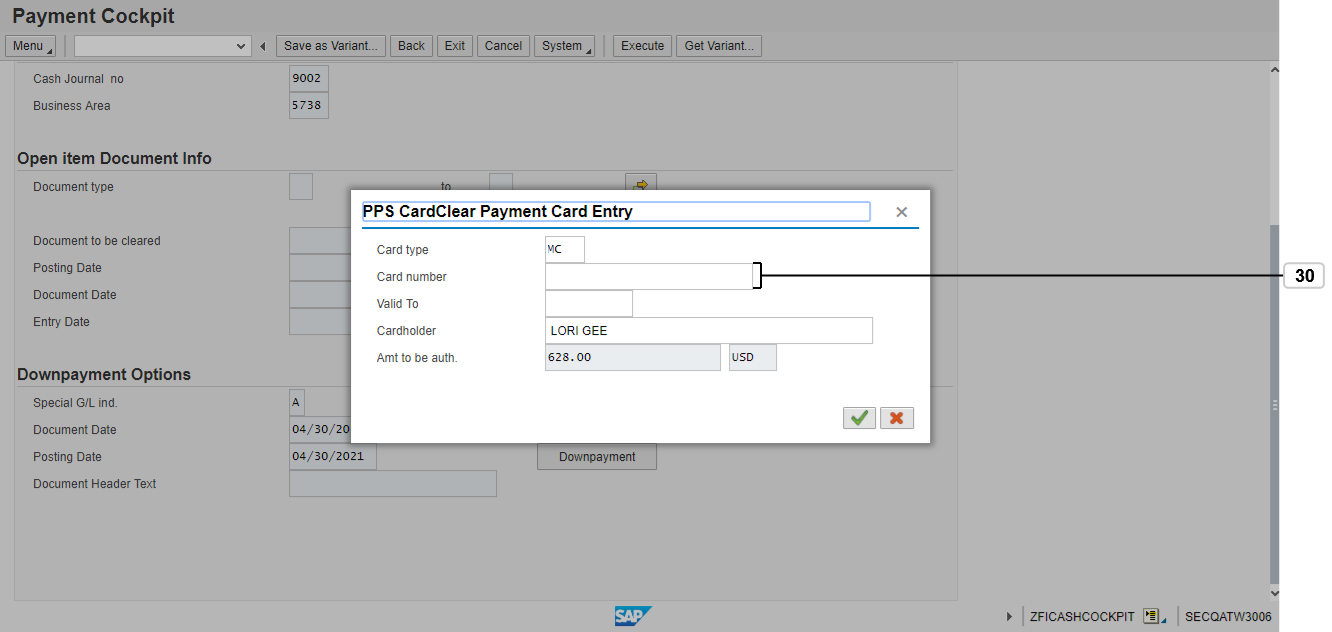 Payment Cockpit
Menu Save as Variant... Back Exit Cancel System Execute Get Variant...
Cash Journal no 9002
Business Area 5738
Open item Document Info
Document type to
PPS CardClear Payment Card Entry
Card type MC
Card number 30
Valid To
Cardholder LORI GEE
Amt to be auth. 628.00 USD
Document to be cleared
Posting Date
Document Date
Entry Date
Downpayment Options
Special G/L ind. A
Document Date 04/30/20
Posting Date 04/30/2021 Downpayment
Document Header Text
SAP ZFICASHCOCKPIT SECQATW3006